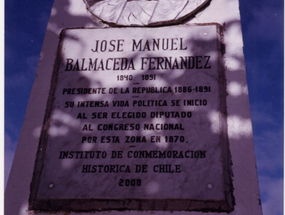 JOSE MANUEL
BALMACEDA FERNANDEZ
1840 - 1891
PRESIDENTE DE LA REPUBLICA 1886-1891
SU INTENSA VIDA POLITICA SE INICIO
AL SER ELEGIDO DIPUTADO
AL CONGRESO NACIONAL
POR ESTA ZONA EN 1870.
INSTITUTO DE CONMEMORACION
HISTORICA DE CHILE
2000